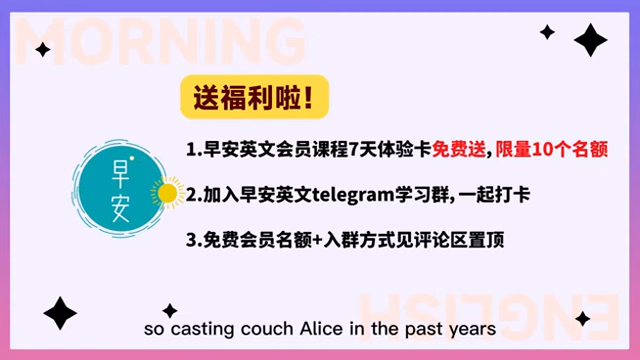 MORNING
送福利啦!
1.早安英文会员课程7天体验卡免费送,限量10个名额
早安
2.加入早安英文telegram学习群,一起打卡
3.免费会员名额+入群方式见评论区置顶
ENGLISH
so casting couch Alice in the past years